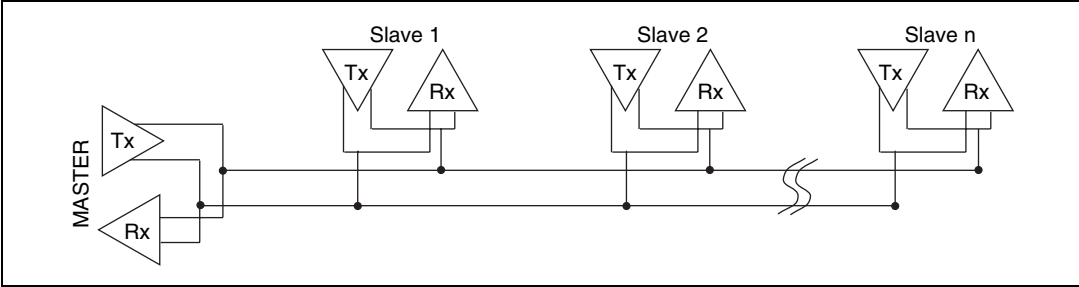 Slave 1
Slave 2
Slave n
Tx
Rx
Tx
Rx
Tx
Rx
MASTER
Tx
Rx